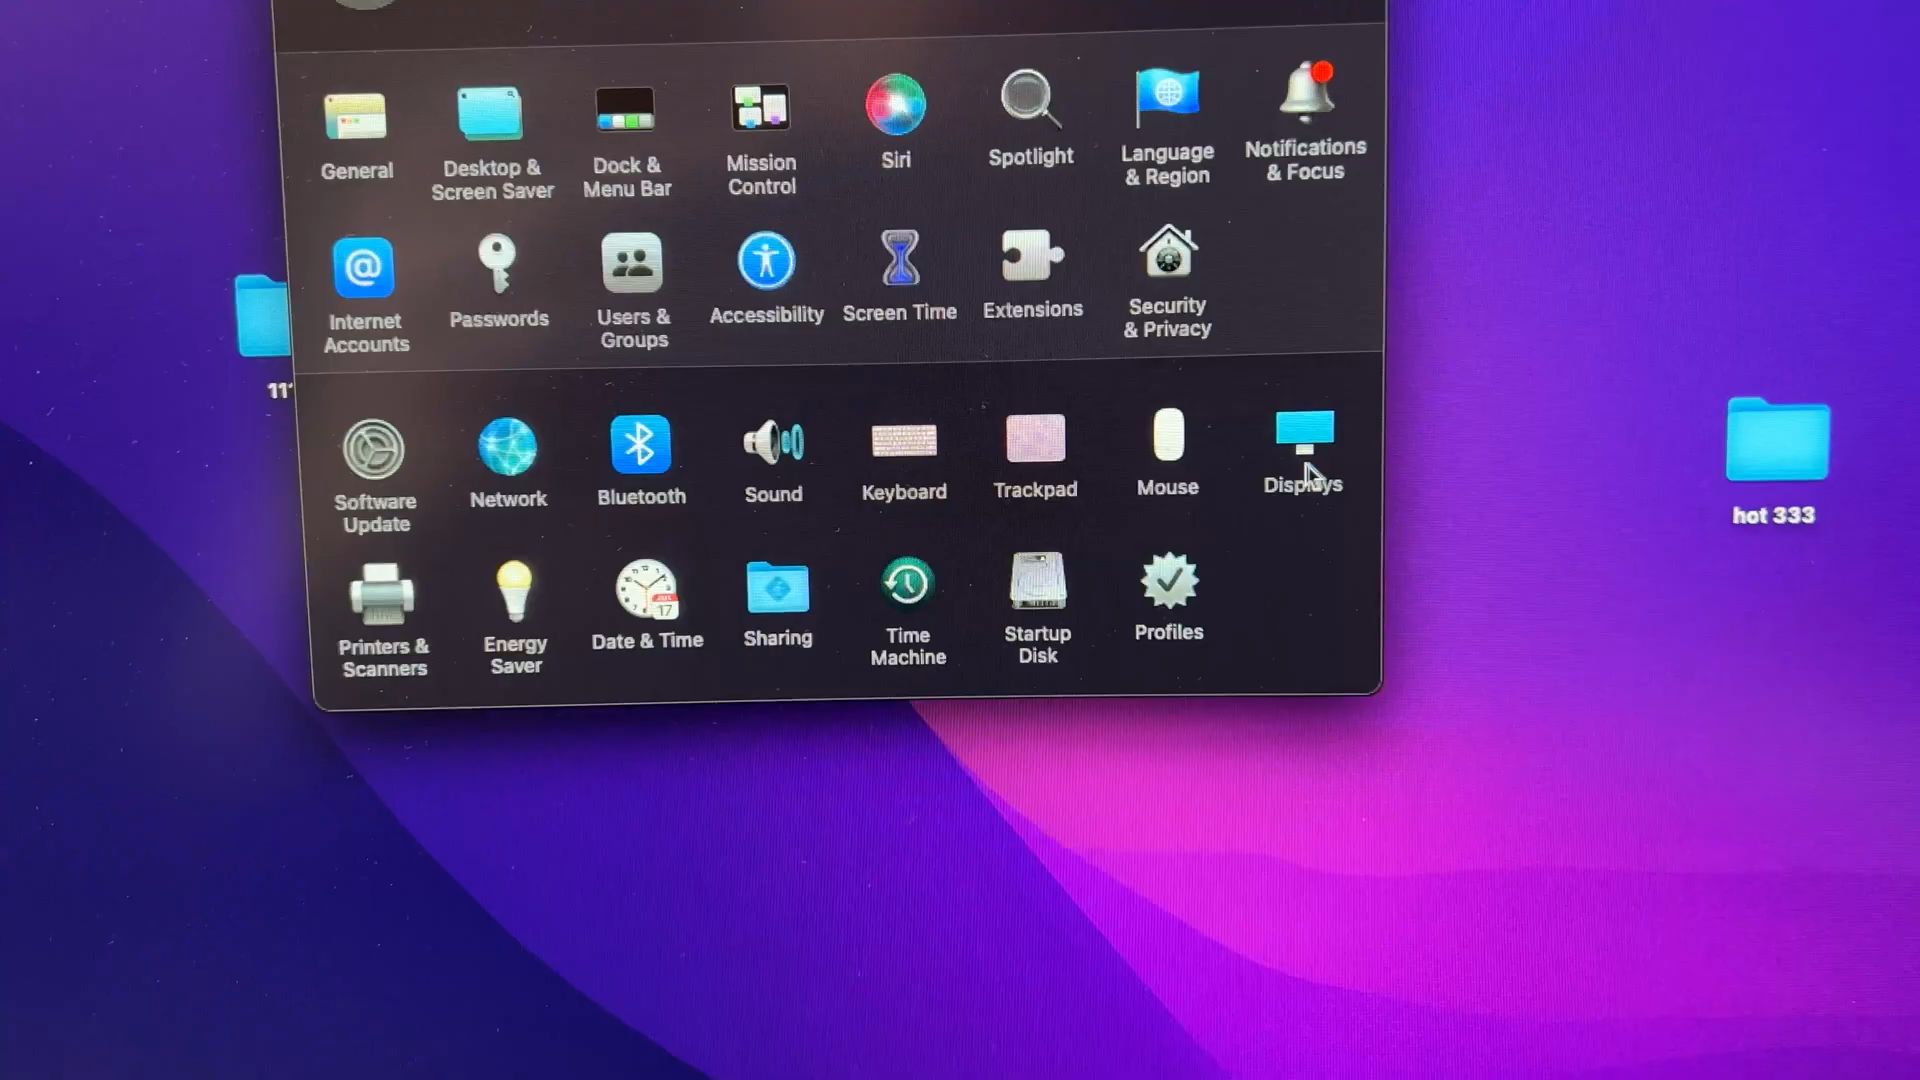 General
Desktop &
Screen Saver
Dock &
Menu Bar
Mission
Control
Siri
Spotlight
Language
& Region
Notifications
& Focus
Internet
Accounts
Passwords
Users &
Groups
Accessibility
Screen Time
Extensions
Security
& Privacy
Software
Update
Network
Bluetooth
Sound
Keyboard
Trackpad
Mouse
Displays
Printers &
Scanners
Energy
Saver
17
Date & Time
Sharing
Time
Machine
Startup
Disk
Profiles
hot 333